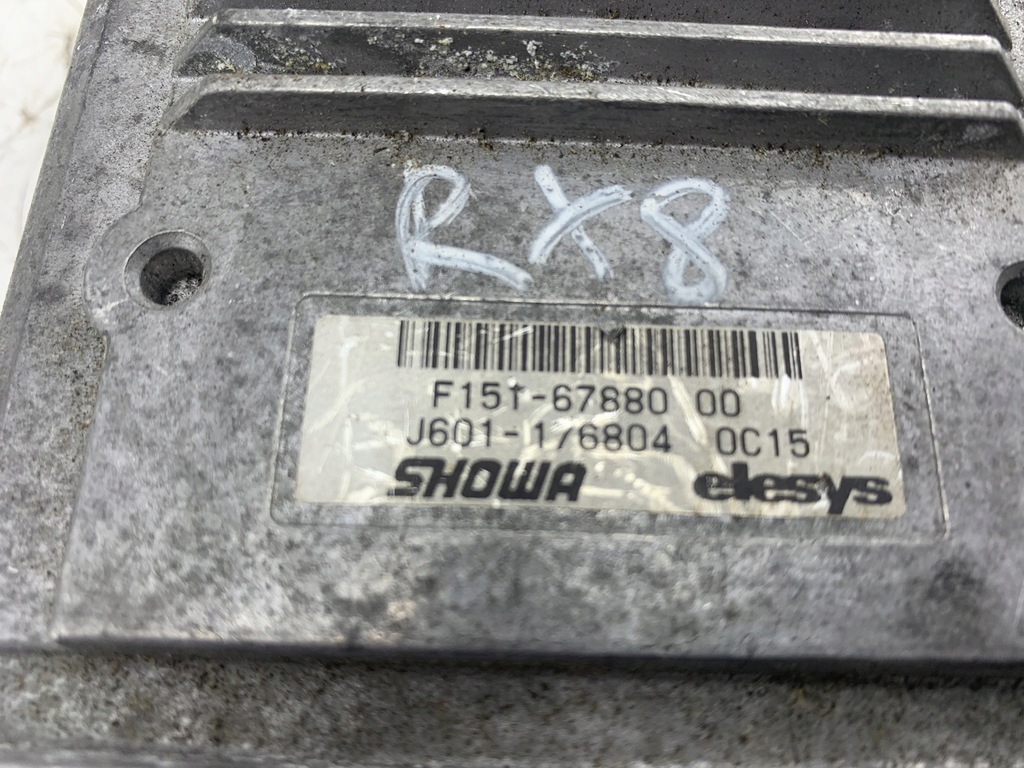 RX8
F151-67880 00
J601-176804 0C15
SHOWA elesys